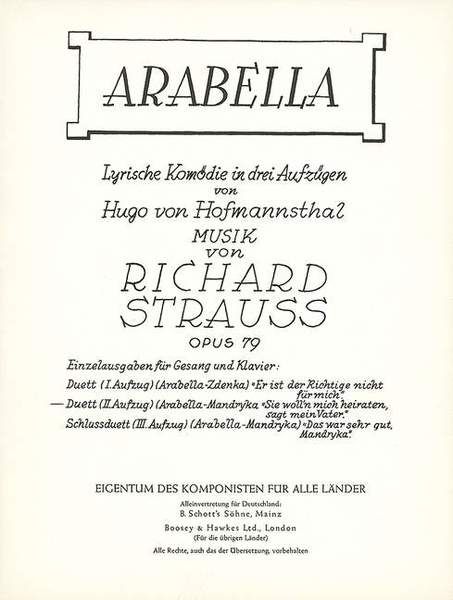 ARABELLA
Lyrische Komödie in drei Aufzügen
von
Hugo von Hofmannsthal
MUSIK
von
RICHARD
STRAUSS
OPUS 79
Einzelausgaben für Gesang und Klavier:
Duett (I. Aufzug) (Arabella-Zdenka) "Er ist der Richtige nicht
für mich".
—Duett (II. Aufzug) (Arabella-Mandryka "Sie woll'n mich heiraten,
sagt mein Vater."
Schlussduett (III. Aufzug) (Arabella-Mandryka) "Das war sehr gut,
Mandryka".
EIGENTUM DES KOMPONISTEN FÜR ALLE LÄNDER
Alleinvertretung für Deutschland:
B. Schott's Söhne, Mainz
Boosey & Hawkes Ltd., London
(Für die übrigen Länder)
Alle Rechte, auch das der Übersetzung, vorbehalten